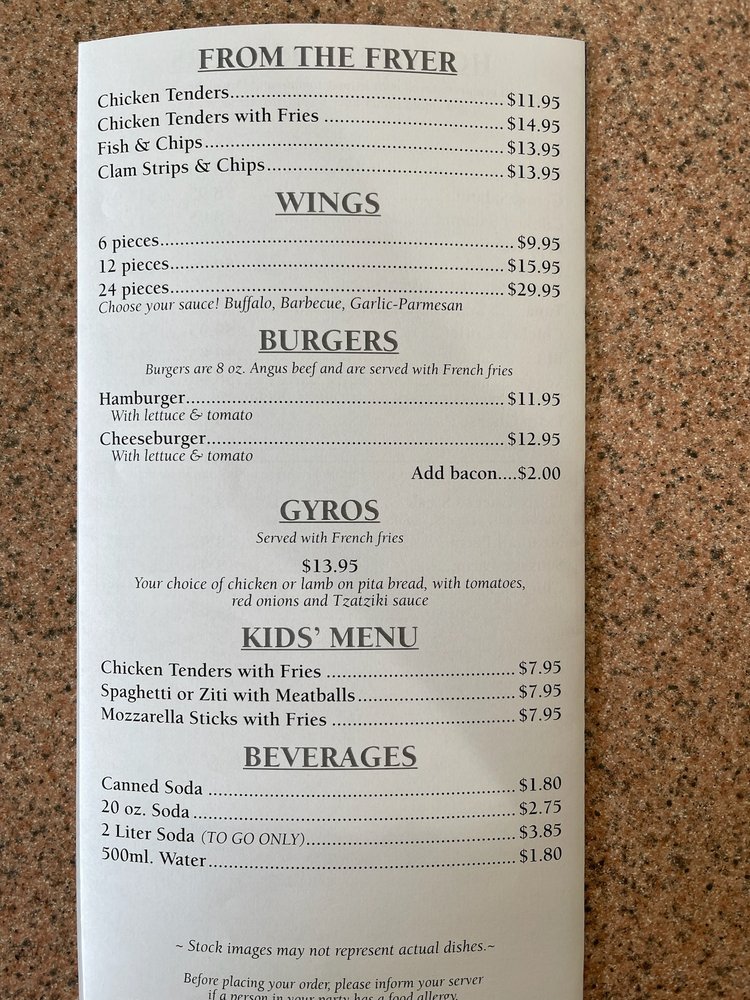 FROM THE FRYER
Chicken Tenders.................................................. $11.95
Chicken Tenders with Fries ................................. $14.95
Fish & Chips....................................................... $13.95
Clam Strips & Chips............................................ $13.95
WINGS
6 pieces................................................................ $9.95
12 pieces............................................................. $15.95
24 pieces............................................................. $29.95
Choose your sauce! Buffalo, Barbecue, Garlic-Parmesan
BURGERS
Burgers are 8 oz. Angus beef and are served with French fries
Hamburger.......................................................... $11.95
With lettuce & tomato
Cheeseburger...................................................... $12.95
With lettuce & tomato
Add bacon....$2.00
GYROS
Served with French fries
$13.95
Your choice of chicken or lamb on pita bread, with tomatoes,
red onions and Tzatziki sauce
KIDS' MENU
Chicken Tenders with Fries .................................. $7.95
Spaghetti or Ziti with Meatballs............................. $7.95
Mozzarella Sticks with Fries ................................. $7.95
BEVERAGES
Canned Soda ....................................................... $1.80
20 oz. Soda .......................................................... $2.75
2 Liter Soda (TO GO ONLY)...................................... $3.85
500ml. Water....................................................... $1.80
~ Stock images may not represent actual dishes.~
Before placing your order, please inform your server
if a person in your party has a food allergy.